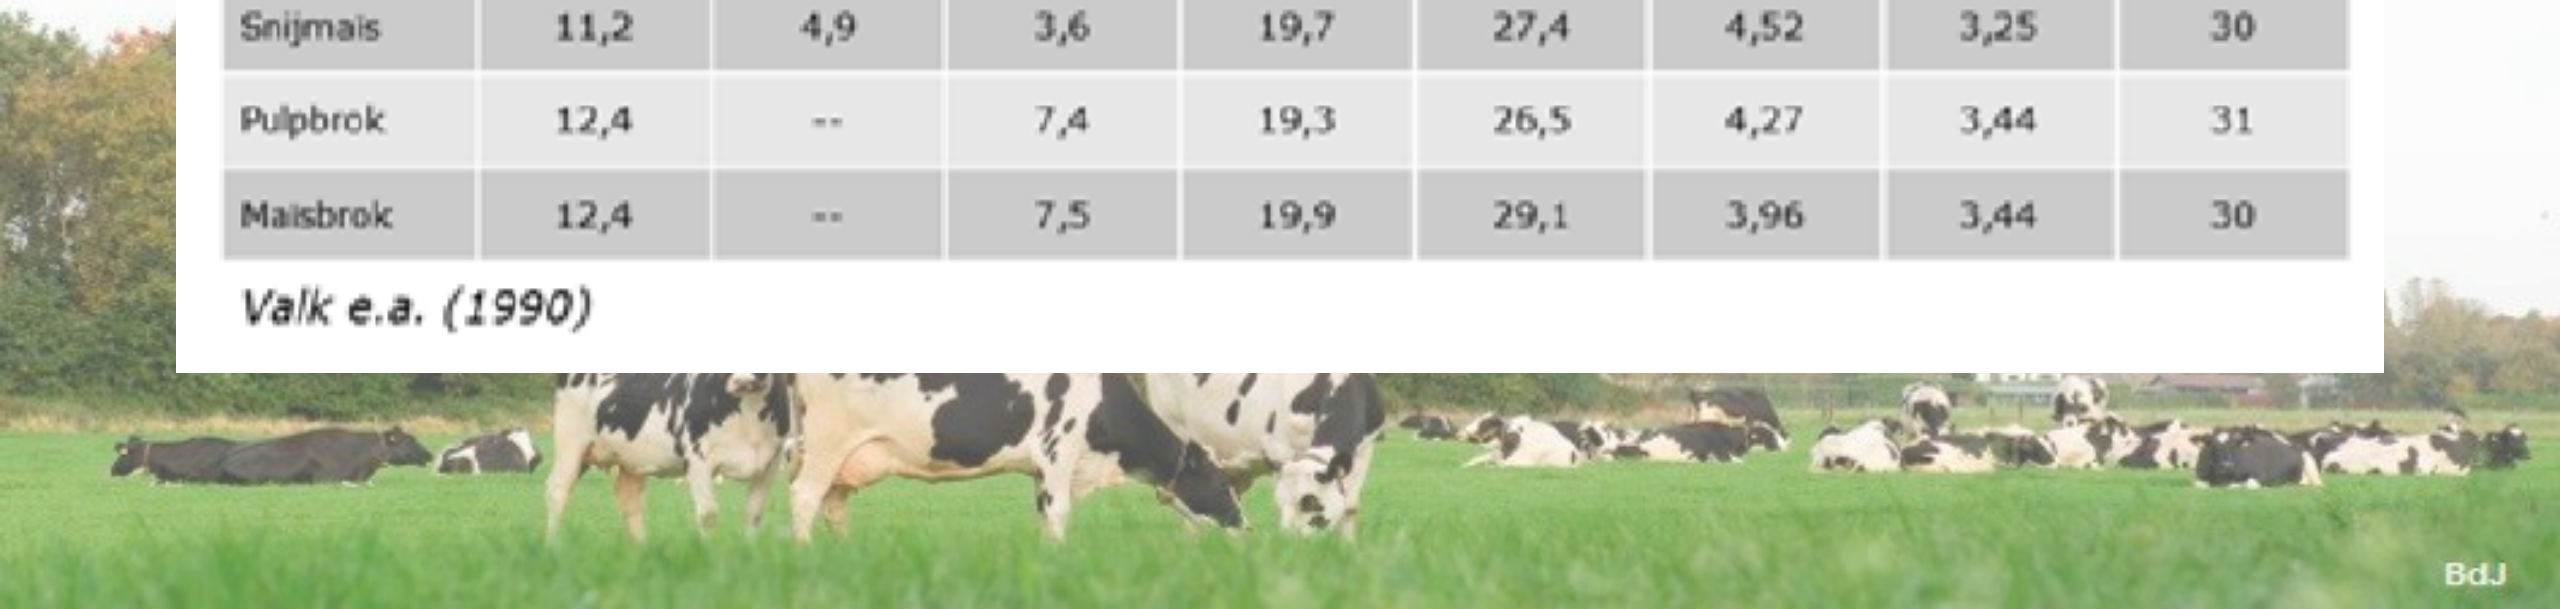 Snijmaïs 11,2 4,9 3,6 19,7 27,4 4,52 3,25 30
Pulpbrok 12,4 -- 7,4 19,3 26,5 4,27 3,44 31
Maïsbrok 12,4 -- 7,5 19,9 29,1 3,96 3,44 30
Valk e.a. (1990)
BdJ